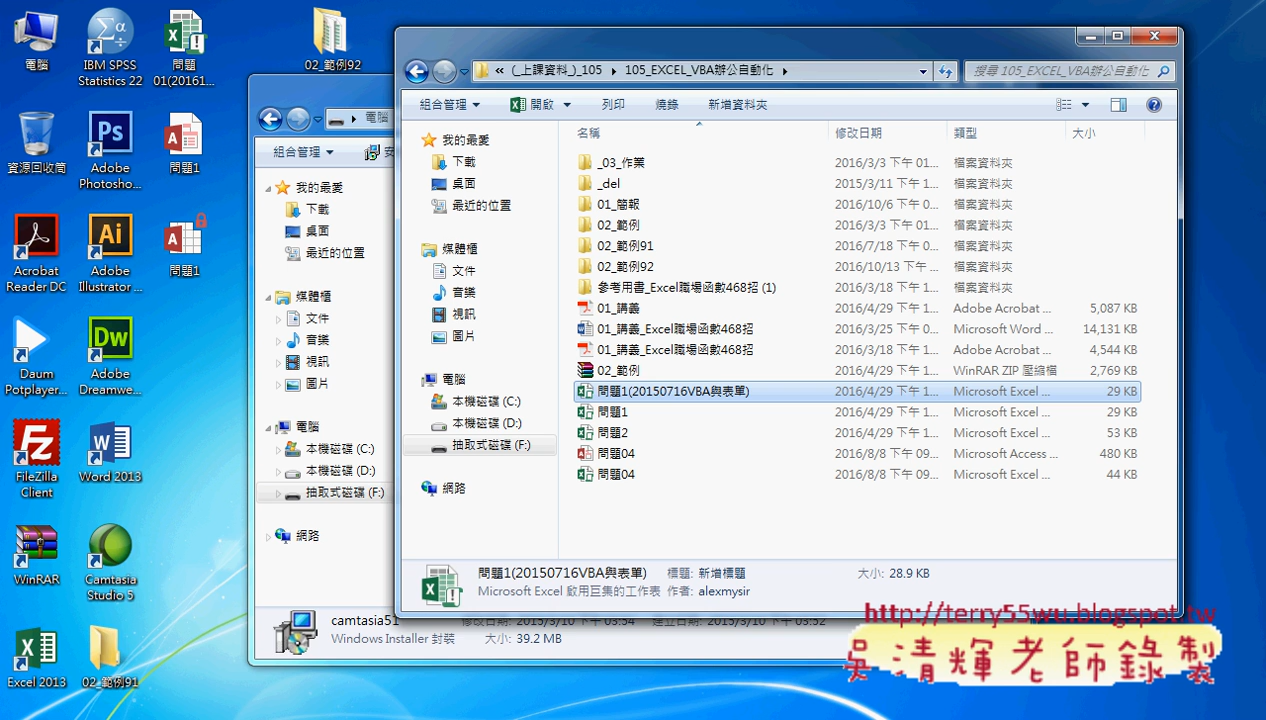 電腦
IBM SPSS
Statistics 22
問題
01(20161...
02_範例92
資源回收筒
Adobe
Photosho...
問題1
Acrobat
Reader DC
Adobe
Illustrator ...
問題1
Daum
Potplayer...
Adobe
Dreamwe...
FileZilla
Client
Word 2013
WinRAR
Camtasia
Studio 5
Excel 2013
02_範例91
電腦
組合管理
我的最愛
下載
桌面
最近的位置
媒體櫃
文件
音樂
視訊
圖片
電腦
本機磁碟 (C:)
本機磁碟 (D:)
抽取式磁碟 (F:)
網路
camtasia51
修改日期: 2015/3/10 下午 03:54 建立日期: 2015/3/10 下午 03:52
Windows Installer 封裝 大小: 39.2 MB
« (_上課資料_)_105 ▸ 105_EXCEL_VBA辦公自動化 ▸
搜尋 105_EXCEL_VBA辦公自動化
組合管理 開啟 列印 燒錄 新增資料夾
我的最愛
下載
桌面
最近的位置
媒體櫃
文件
音樂
視訊
圖片
電腦
本機磁碟 (C:)
本機磁碟 (D:)
抽取式磁碟 (F:)
網路
名稱 修改日期 類型 大小
_03_作業 2016/3/3 下午 01... 檔案資料夾
_del 2015/3/11 下午 0... 檔案資料夾
01_簡報 2016/10/6 下午 0... 檔案資料夾
02_範例 2016/3/3 下午 01... 檔案資料夾
02_範例91 2016/7/18 下午 0... 檔案資料夾
02_範例92 2016/10/13 下午 ... 檔案資料夾
參考用書_Excel職場函數468招 (1) 2016/3/18 下午 1... 檔案資料夾
01_講義 2016/4/29 下午 1... Adobe Acrobat ... 5,087 KB
01_講義_Excel職場函數468招 2016/3/25 下午 0... Microsoft Word ... 14,131 KB
01_講義_Excel職場函數468招 2016/3/18 下午 1... Adobe Acrobat ... 4,544 KB
02_範例 2016/4/29 下午 1... WinRAR ZIP 壓縮檔 2,769 KB
問題1(20150716VBA與表單) 2016/4/29 下午 1... Microsoft Excel ... 29 KB
問題1 2016/4/29 下午 1... Microsoft Excel ... 29 KB
問題2 2016/4/29 下午 1... Microsoft Excel ... 53 KB
問題04 2016/8/8 下午 09... Microsoft Access ... 480 KB
問題04 2016/8/8 下午 09... Microsoft Excel ... 44 KB
問題1(20150716VBA與表單) 標題: 新增標題 大小: 28.9 KB
Microsoft Excel 啟用巨集的工作表 作者: alexmysir
http://terry55wu.blogspot.tw
吳清輝老師錄製